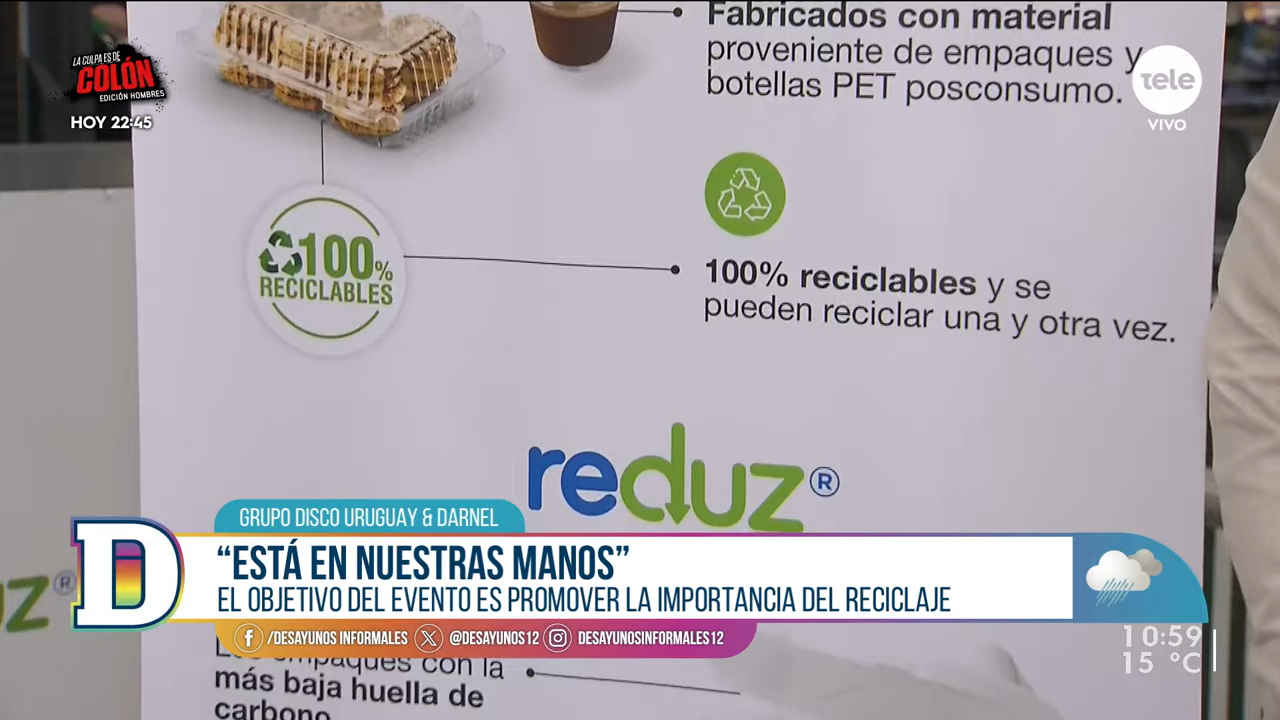 LA CULPA ES DE
COLÓN
EDICIÓN HOMBRES
HOY 22:45
Fabricados con material
proveniente de empaques y
botellas PET posconsumo.
tele
VIVO
100%
RECICLABLES
100% reciclables y se
pueden reciclar una y otra vez.
reduz®
GRUPO DISCO URUGUAY & DARNEL
D
“ESTÁ EN NUESTRAS MANOS”
EL OBJETIVO DEL EVENTO ES PROMOVER LA IMPORTANCIA DEL RECICLAJE
/DESAYUNOS INFORMALES @DESAYUNOS12 DESAYUNOSINFORMALES12
10:59
15 °C
uz®
empaques con la
más baja huella de
carbono